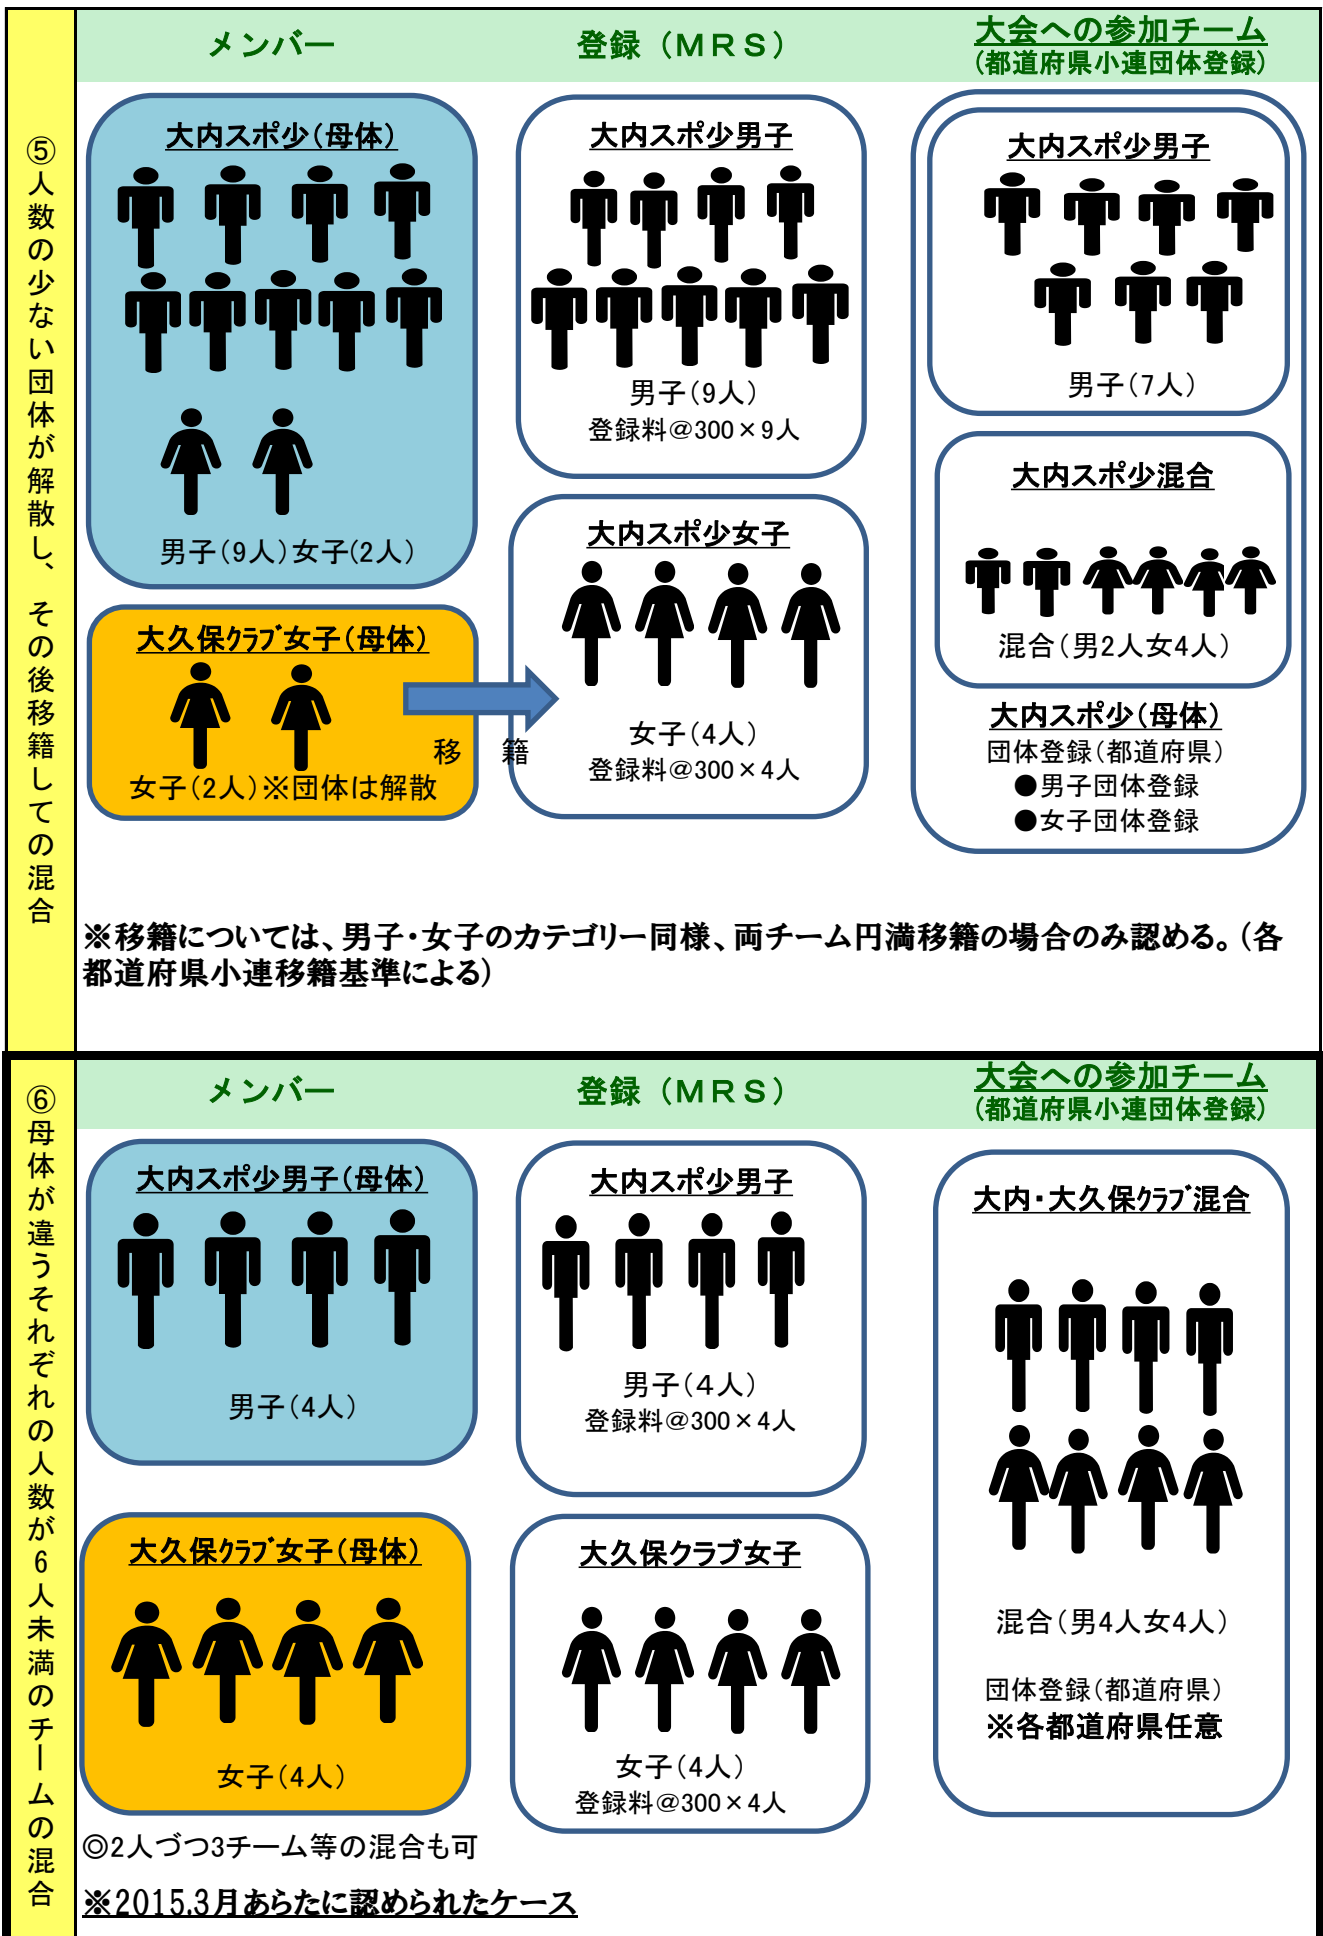 ⑤人数の少ない団体が解散し、その後移籍しての混合
メンバー
登録（ＭＲＳ）
大会への参加チーム
(都道府県小連団体登録)
大内スポ少(母体)
男子(9人)女子(2人)
大久保ｸﾗﾌﾞ女子(母体)
女子(2人)※団体は解散
移籍
大内スポ少男子
男子(9人)
登録料@300×9人
大内スポ少女子
女子(4人)
登録料@300×4人
大内スポ少男子
男子(7人)
大内スポ少混合
混合(男2人女4人)
大内スポ少(母体)
団体登録(都道府県)
●男子団体登録
●女子団体登録
※移籍については、男子・女子のカテゴリー同様、両チーム円満移籍の場合のみ認める。(各
都道府県小連移籍基準による)
⑥母体が違うそれぞれの人数が6人未満のチームの混合
メンバー
登録（ＭＲＳ）
大会への参加チーム
(都道府県小連団体登録)
大内スポ少男子(母体)
男子(4人)
大久保ｸﾗﾌﾞ女子(母体)
女子(4人)
大内スポ少男子
男子(４人)
登録料@300×4人
大久保クラブ女子
女子(4人)
登録料@300×4人
大内・大久保ｸﾗﾌﾞ混合
混合(男4人女4人)
団体登録(都道府県)
※各都道府県任意
◎2人づつ3チーム等の混合も可
※2015.3月あらたに認められたケース